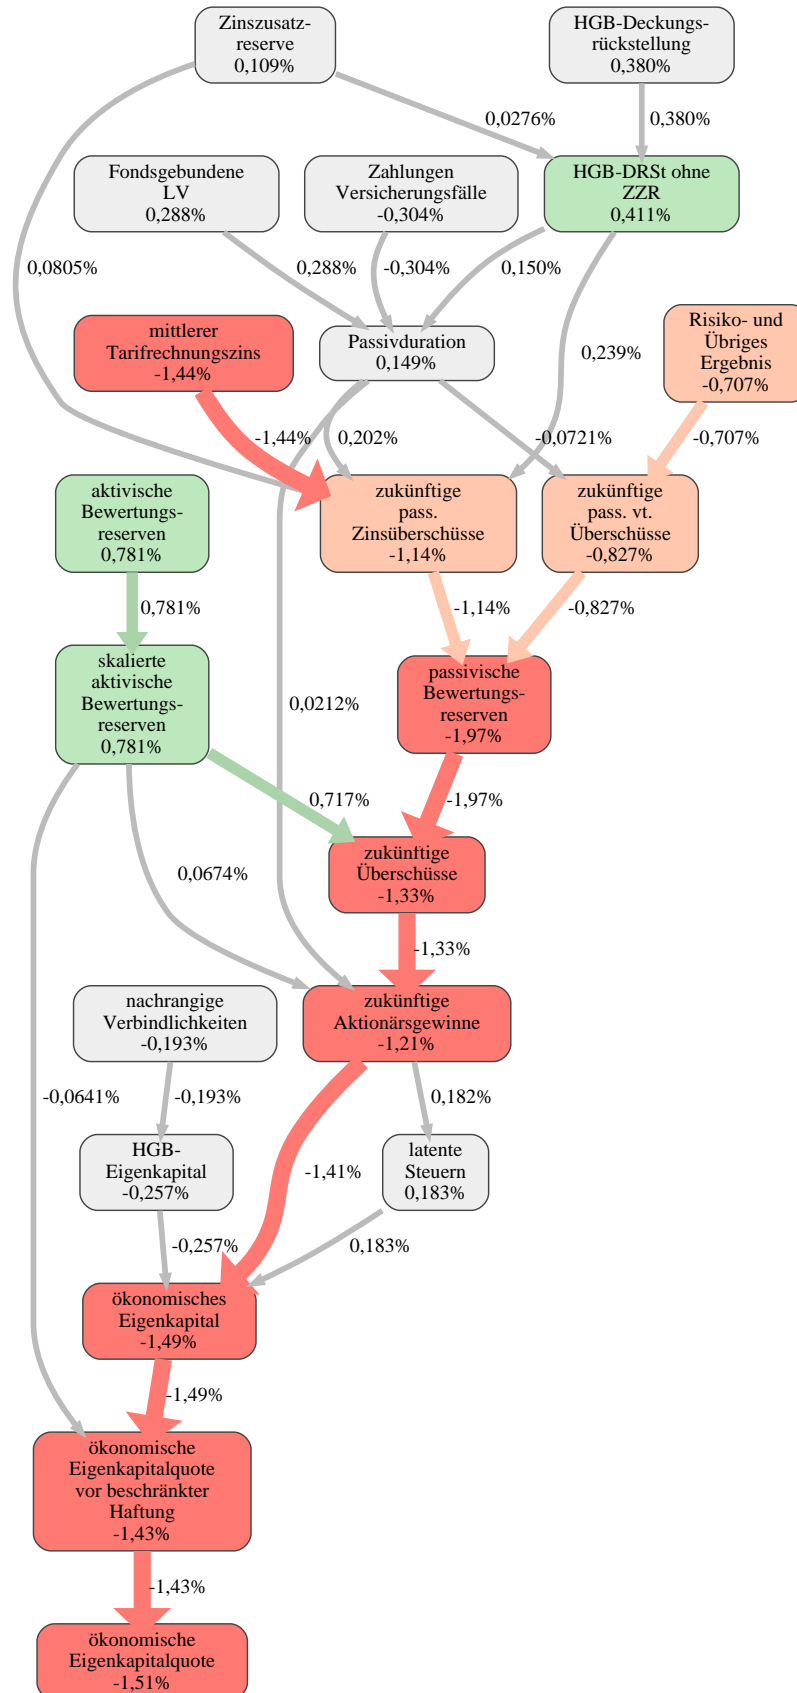 Zinszusatz-
reserve
0,109%
HGB-Deckungs-
rückstellung
0,380%
0,0276%
0,380%
Fondsgebundene
LV
0,288%
Zahlungen
Versicherungsfälle
-0,304%
HGB-DRSt ohne
ZZR
0,411%
0,0805%
0,288%
-0,304%
0,150%
mittlerer
Tarifrechnungszins
-1,44%
Passivduration
0,149%
0,239%
Risiko- und
Übriges
Ergebnis
-0,707%
-1,44%
0,202%
-0,0721%
-0,707%
aktivische
Bewertungs-
reserven
0,781%
zukünftige
pass.
Zinsüberschüsse
-1,14%
zukünftige
pass. vt.
Überschüsse
-0,827%
0,781%
-1,14%
-0,827%
skalierte
aktivische
Bewertungs-
reserven
0,781%
0,0212%
passivische
Bewertungs-
reserven
-1,97%
0,717%
-1,97%
0,0674%
zukünftige
Überschüsse
-1,33%
-1,33%
nachrangige
Verbindlichkeiten
-0,193%
zukünftige
Aktionärsgewinne
-1,21%
-0,0641%
-0,193%
0,182%
HGB-
Eigenkapital
-0,257%
-1,41%
latente
Steuern
0,183%
-0,257%
0,183%
ökonomisches
Eigenkapital
-1,49%
-1,49%
ökonomische
Eigenkapitalquote
vor beschränkter
Haftung
-1,43%
-1,43%
ökonomische
Eigenkapitalquote
-1,51%